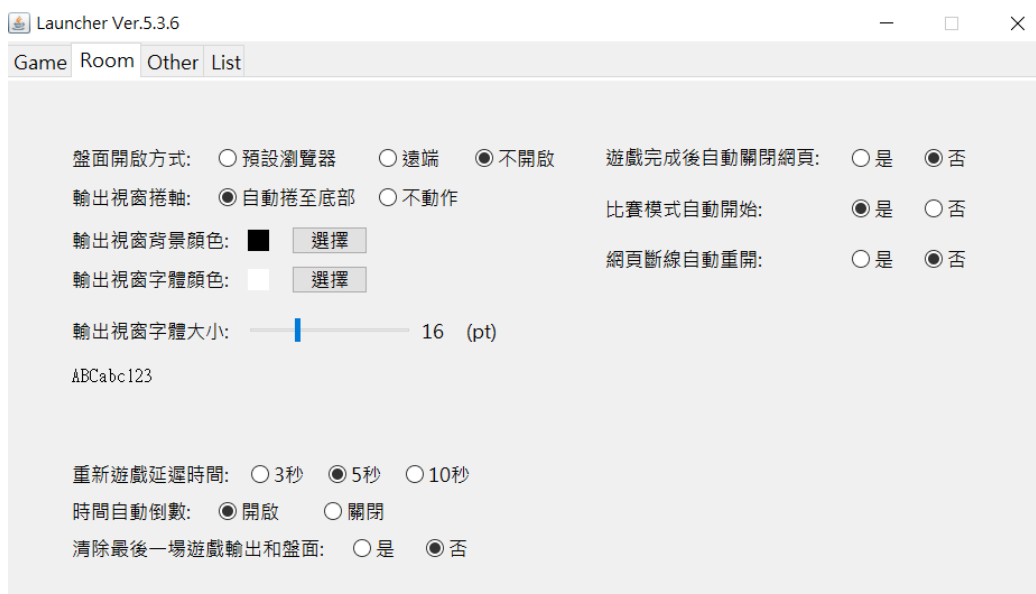 Launcher Ver.5.3.6
Game Room Other List
盤面開啟方式: 預設瀏覽器 遠端 不開啟
輸出視窗捲軸: 自動捲至底部 不動作
輸出視窗背景顏色: 選擇
輸出視窗字體顏色: 選擇
輸出視窗字體大小: 16 (pt)
ABCabc123
重新遊戲延遲時間: 3秒 5秒 10秒
時間自動倒數: 開啟 關閉
清除最後一場遊戲輸出和盤面: 是 否
遊戲完成後自動關閉網頁: 是 否
比賽模式自動開始: 是 否
網頁斷線自動重開: 是 否